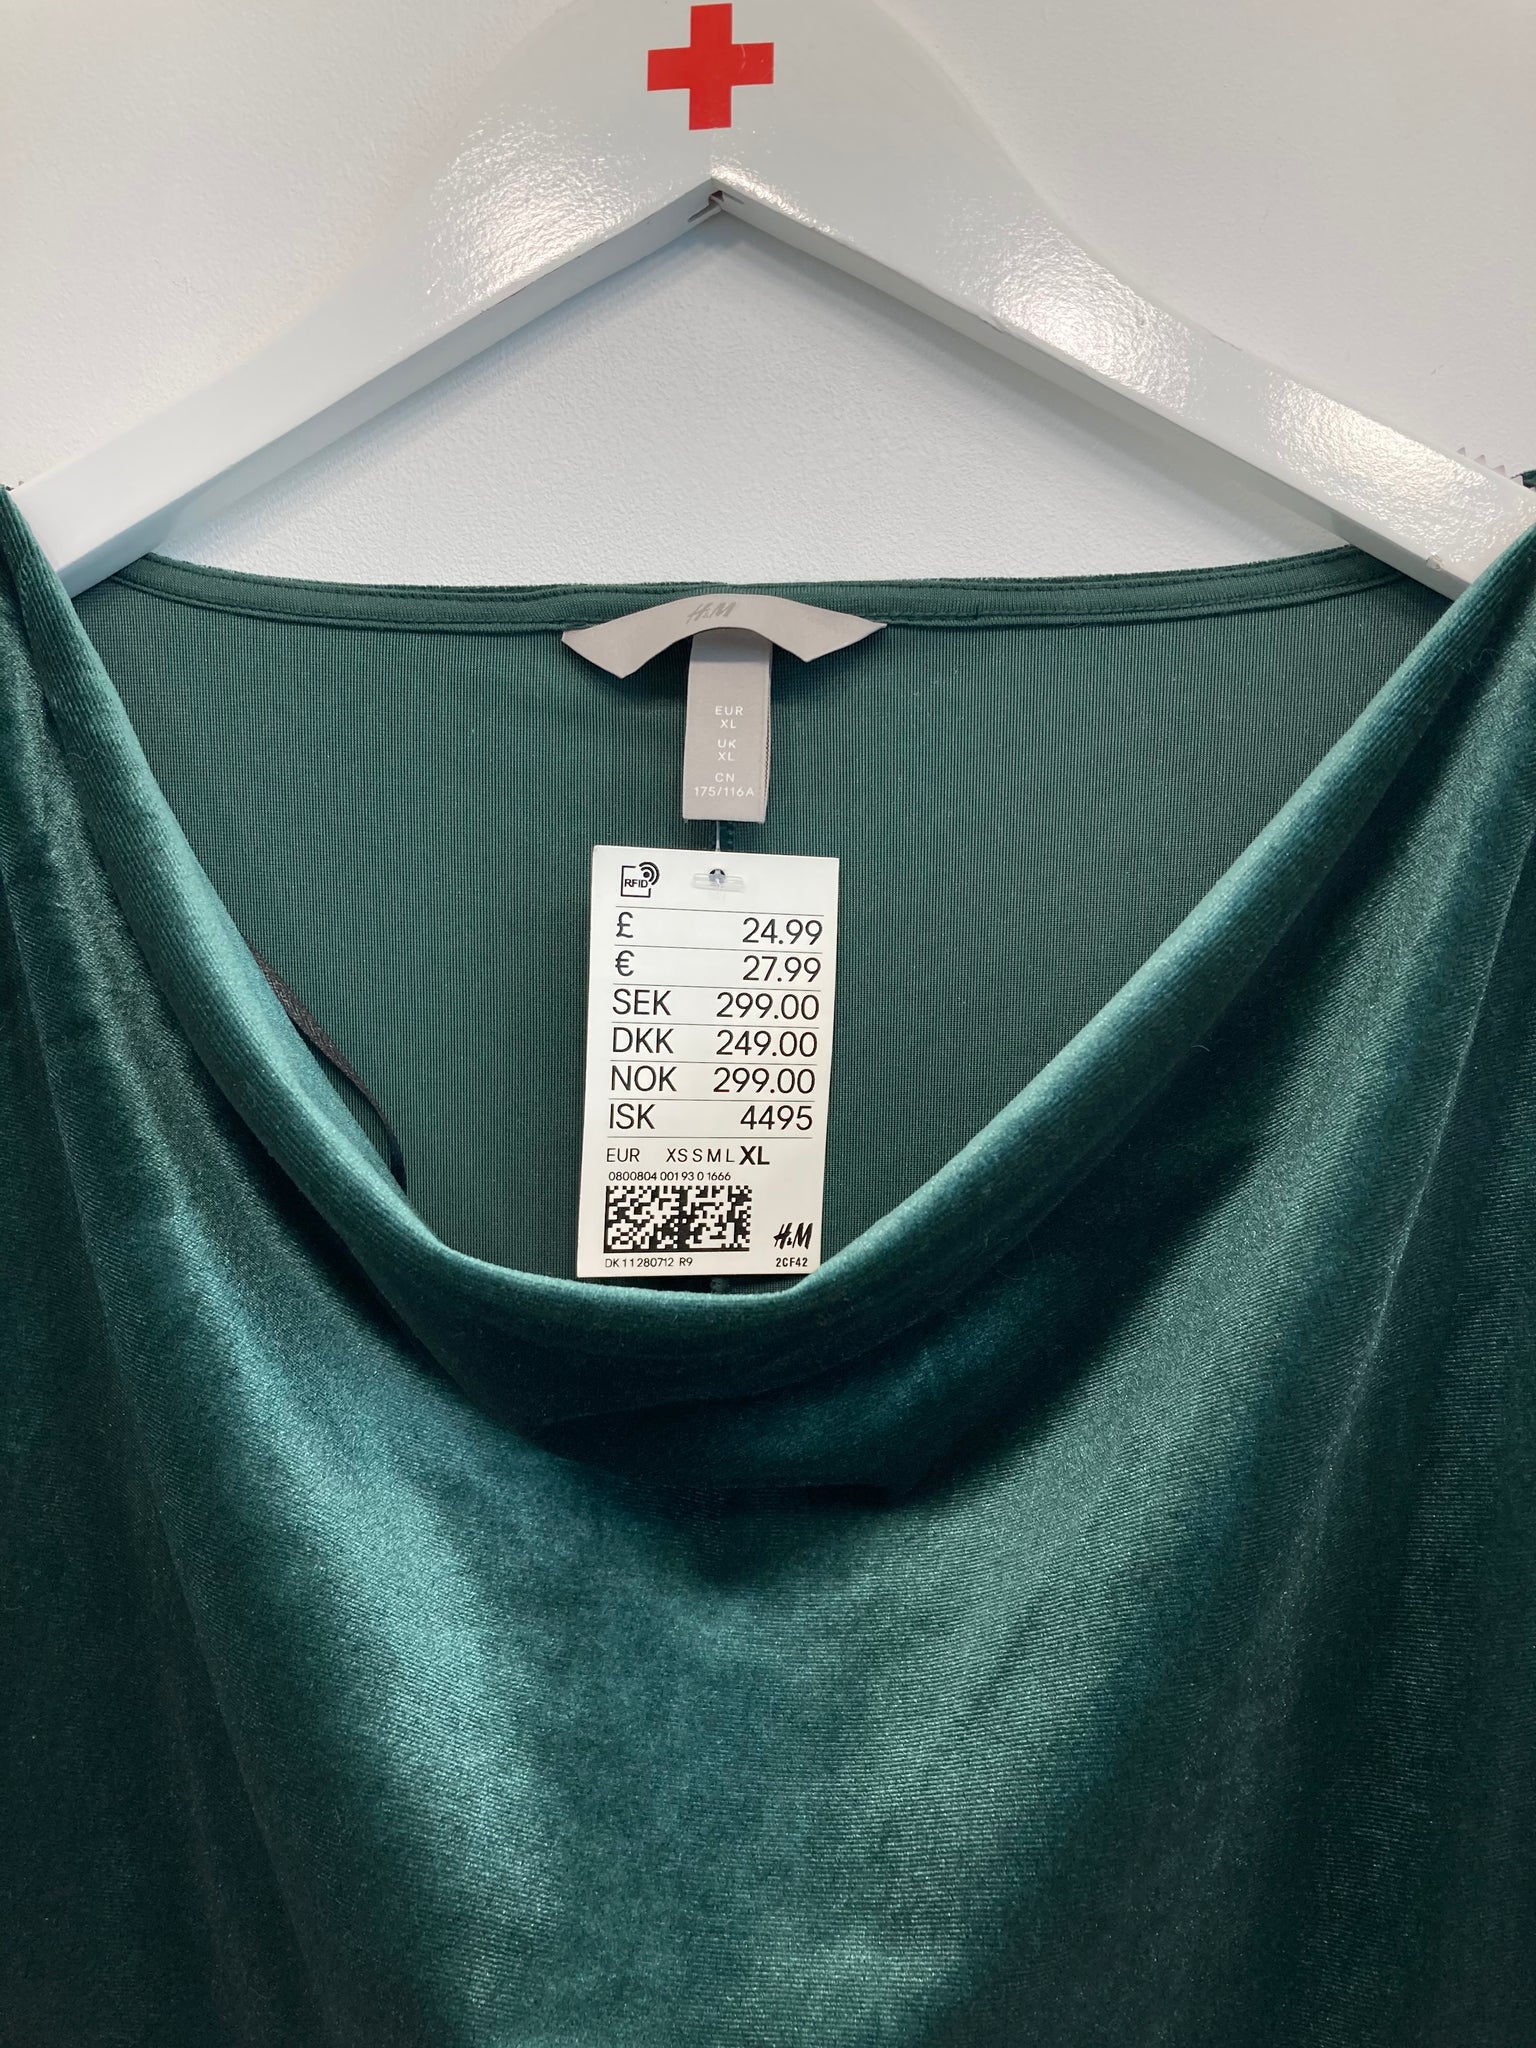 H&M
EUR
XL
UK
XL
CN
175/116A
RFID
£ 24.99
€ 27.99
SEK 299.00
DKK 249.00
NOK 299.00
ISK 4495
EUR XS S M L XL
0800804 001 93 0 1666
H&M
DK 11280712 R9 2CF42